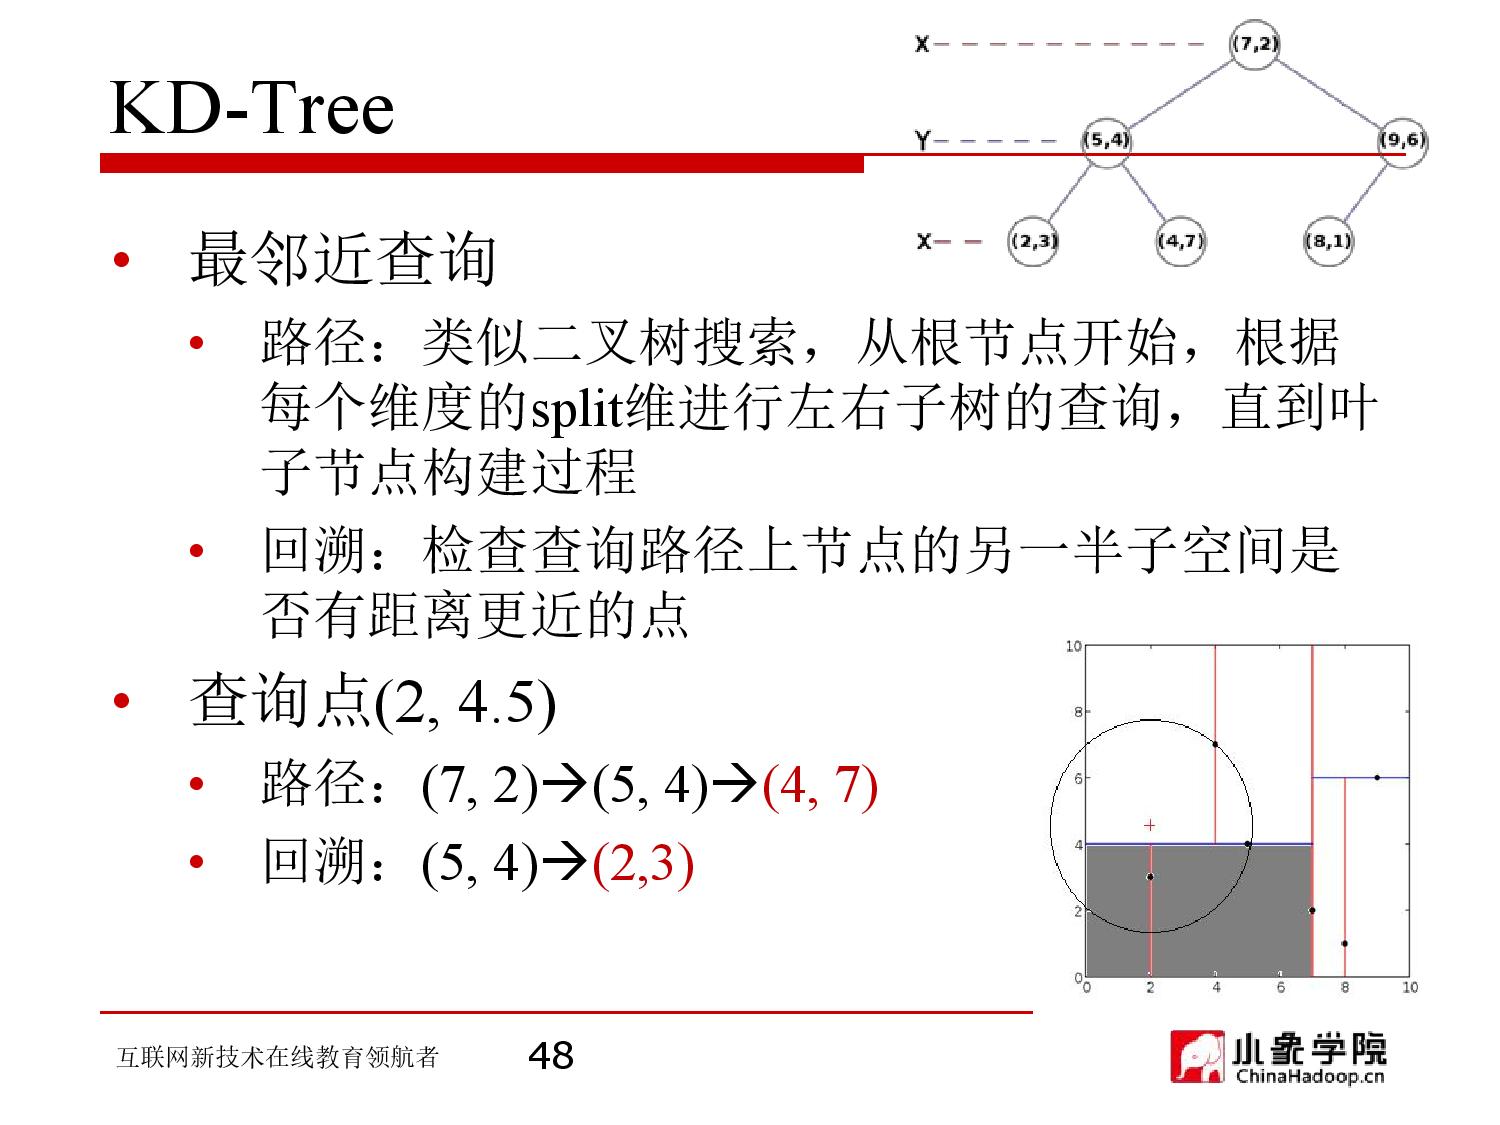 X
(7,2)
KD-Tree
Y
(5,4)
(9,6)
X
(2,3)
(4,7)
(8,1)
• 最邻近查询
• 路径：类似二叉树搜索，从根节点开始，根据
每个维度的split维进行左右子树的查询，直到叶
子节点构建过程
• 回溯：检查查询路径上节点的另一半子空间是
否有距离更近的点
• 查询点(2, 4.5)
• 路径：(7, 2)→(5, 4)→(4, 7)
• 回溯：(5, 4)→(2,3)
10
8
6
4
2
0
0 2 4 6 8 10
互联网新技术在线教育领航者
48
小象学院
ChinaHadoop.cn